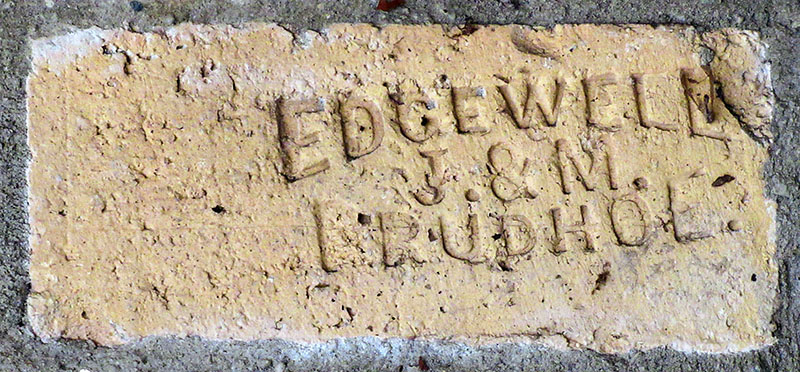 EDGEWELL
J. & M.
PRUDHOE.